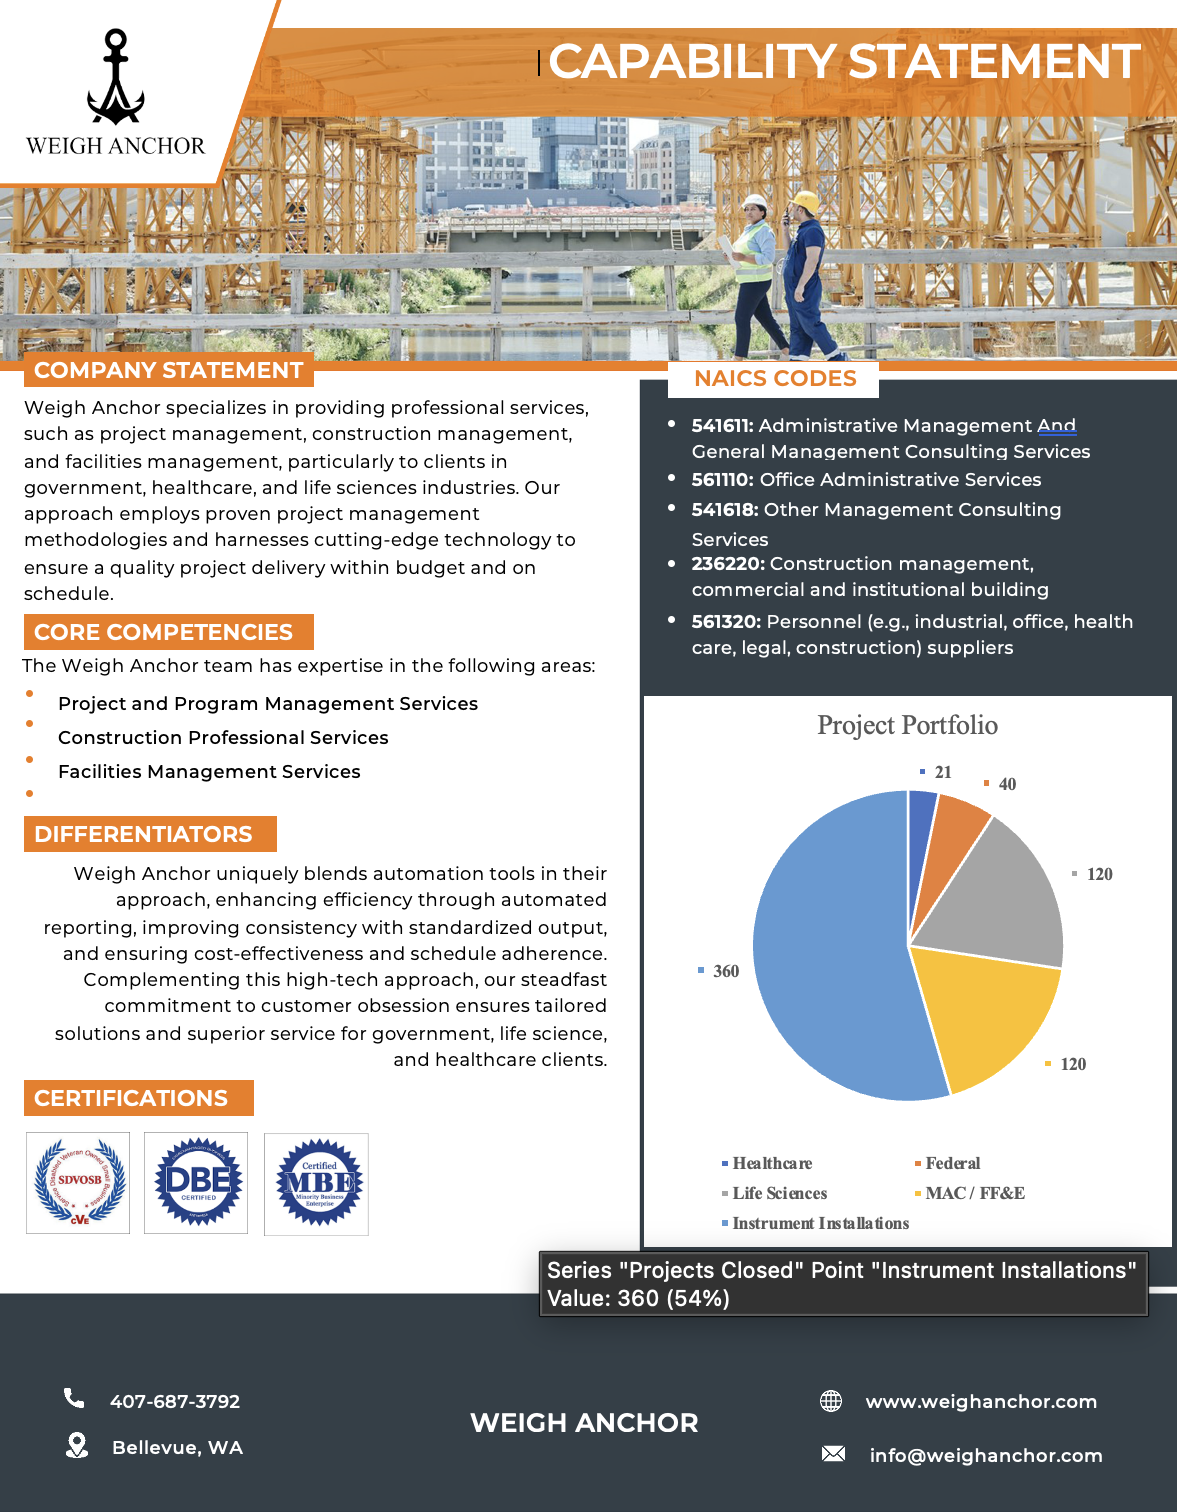 WEIGH ANCHOR
CAPABILITY STATEMENT
COMPANY STATEMENT
Weigh Anchor specializes in providing professional services,
such as project management, construction management,
and facilities management, particularly to clients in
government, healthcare, and life sciences industries. Our
approach employs proven project management
methodologies and harnesses cutting-edge technology to
ensure a quality project delivery within budget and on
schedule.
CORE COMPETENCIES
The Weigh Anchor team has expertise in the following areas:
Project and Program Management Services
Construction Professional Services
Facilities Management Services
DIFFERENTIATORS
Weigh Anchor uniquely blends automation tools in their
approach, enhancing efficiency through automated
reporting, improving consistency with standardized output,
and ensuring cost-effectiveness and schedule adherence.
Complementing this high-tech approach, our steadfast
commitment to customer obsession ensures tailored
solutions and superior service for government, life science,
and healthcare clients.
CERTIFICATIONS
Service Disabled Veteran Owned Small Business
SDVOSB
CVE
DBE
CERTIFIED
Certified
MBE
Minority Business
Enterprise
NAICS CODES
541611: Administrative Management And
General Management Consulting Services
561110: Office Administrative Services
541618: Other Management Consulting
Services
236220: Construction management,
commercial and institutional building
561320: Personnel (e.g., industrial, office, health
care, legal, construction) suppliers
Project Portfolio
21
40
120
360
120
Healthcare
Federal
Life Sciences
MAC / FF&E
Instrument Installations
Series "Projects Closed" Point "Instrument Installations"
Value: 360 (54%)
407-687-3792
Bellevue, WA
WEIGH ANCHOR
www.weighanchor.com
info@weighanchor.com